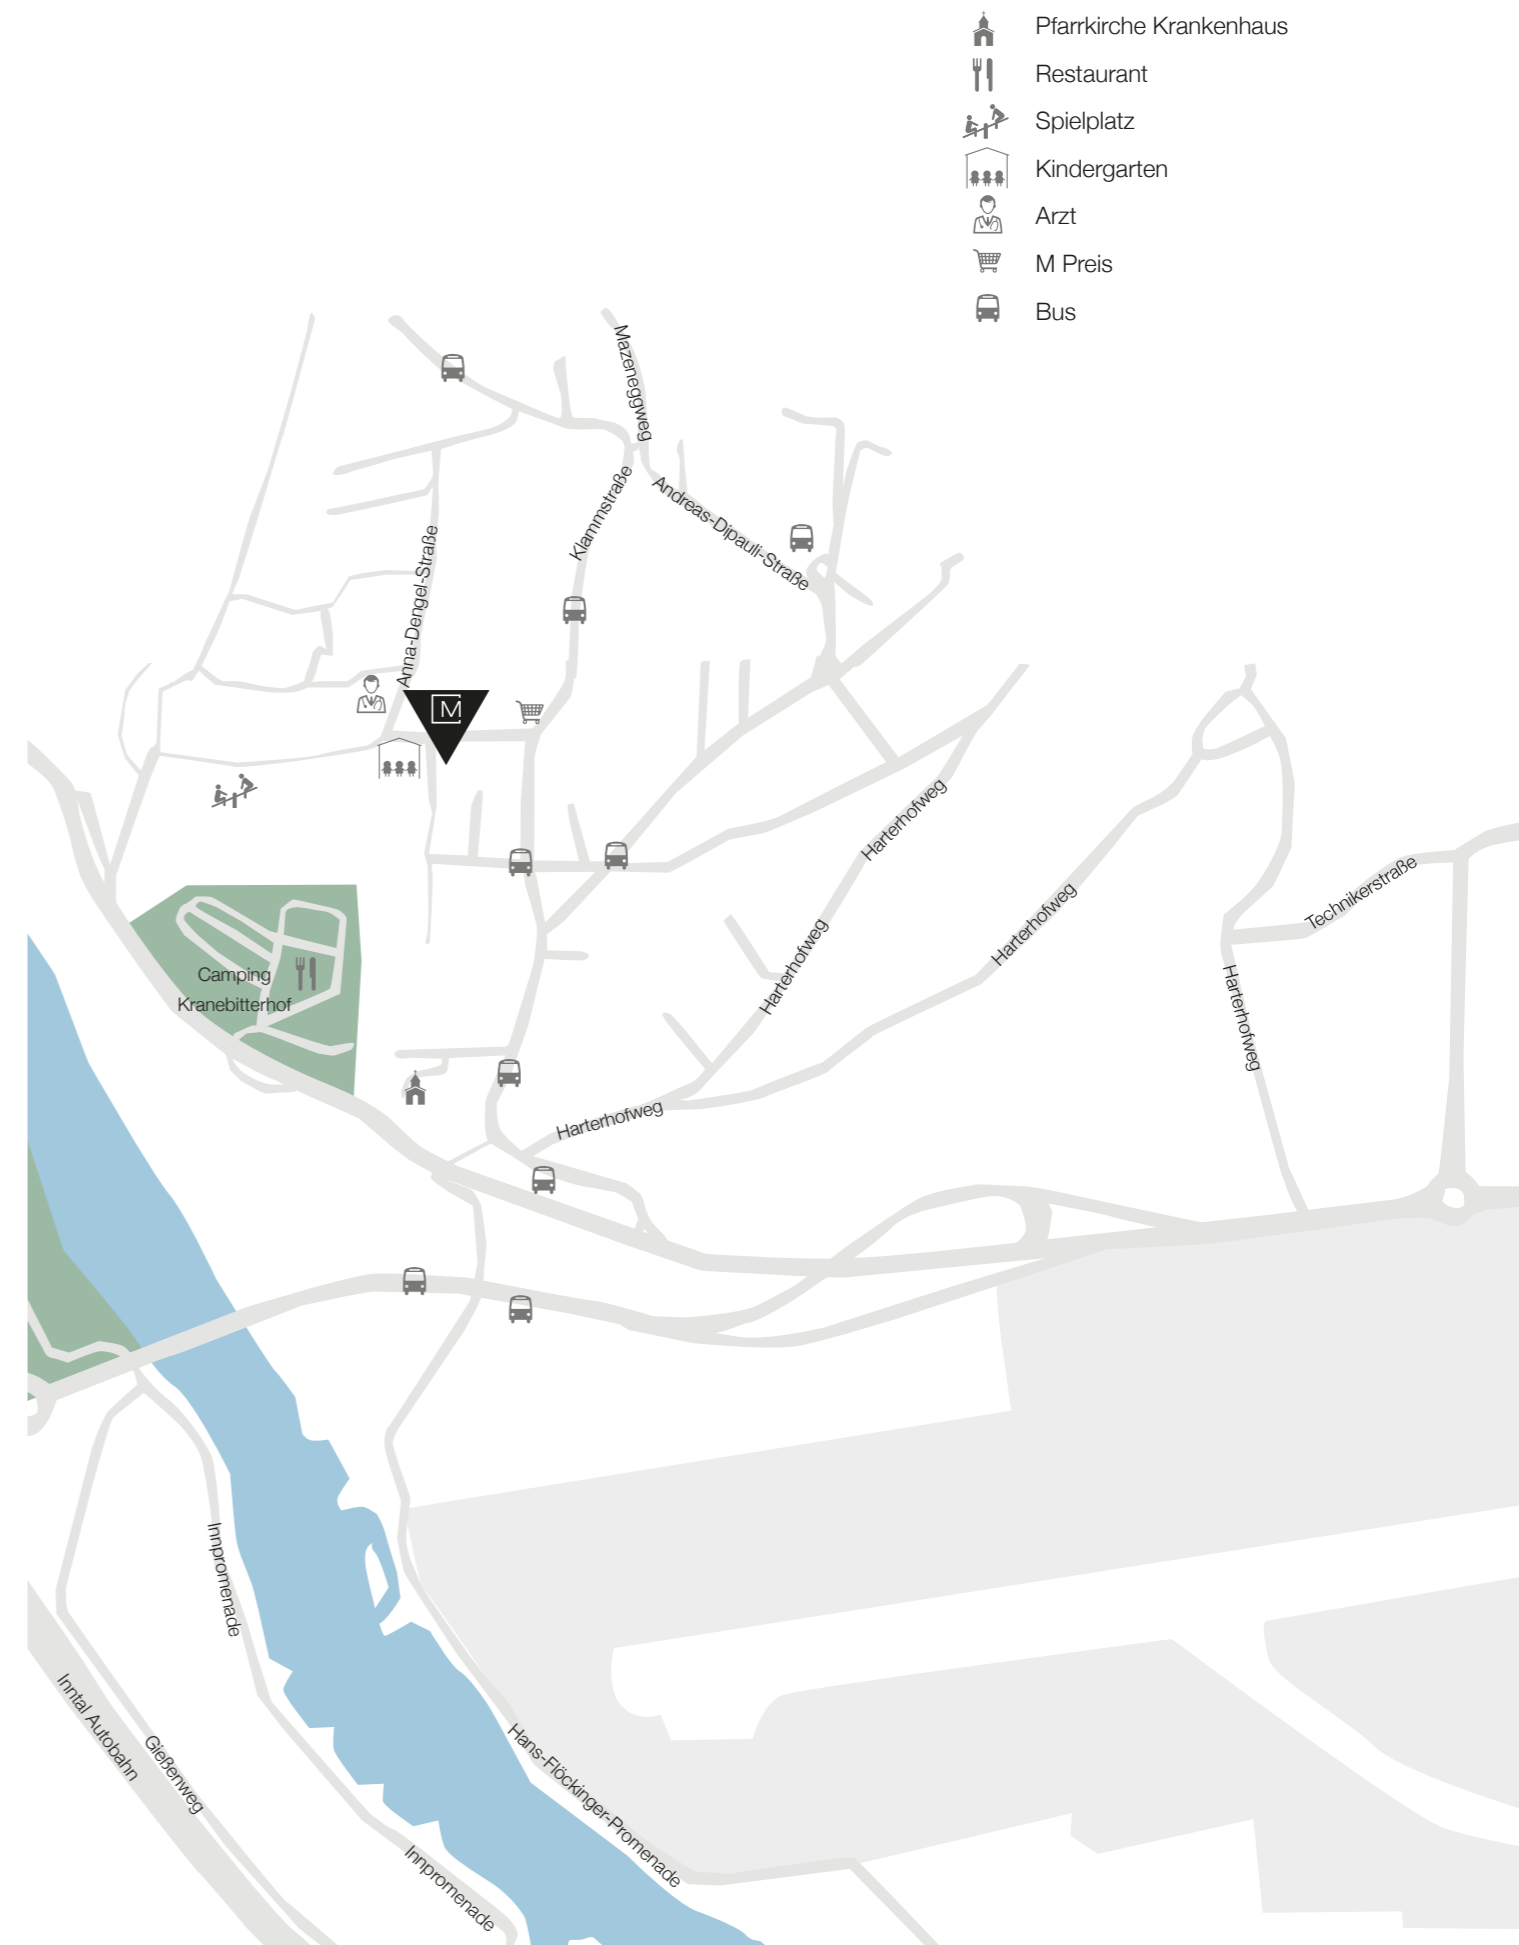 Pfarrkirche Krankenhaus
Restaurant
Spielplatz
Kindergarten
Arzt
M Preis
Bus
Mazeneggweg
Klammstraße
Andreas-Dipauli-Straße
Anna-Dengel-Straße
M
Harterhofweg
Harterhofweg
Technikerstraße
Harterhofweg
Camping
Kranebitterhof
Harterhofweg
Harterhofweg
Innpromenade
Inntal Autobahn
Gießenweg
Hans-Flöckinger-Promenade
Innpromenade